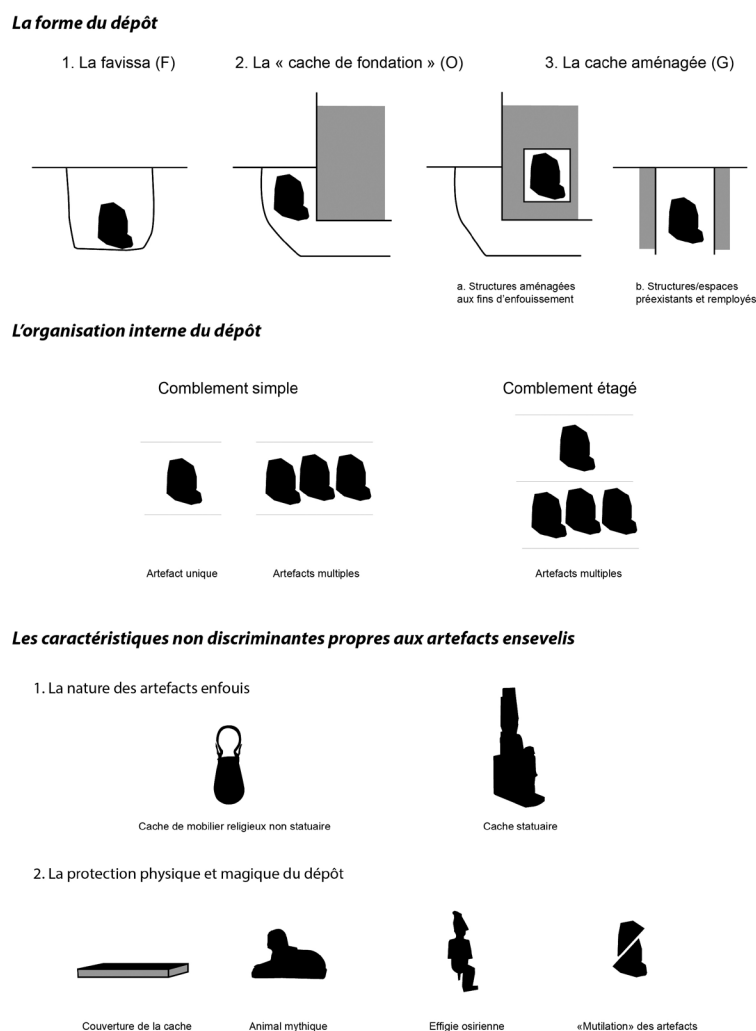 La forme du dépôt
1. La favissa (F)
2. La « cache de fondation » (O)
3. La cache aménagée (G)
a. Structures aménagées
aux fins d'enfouissement
b. Structures/espaces
préexistants et remployés
L'organisation interne du dépôt
Comblement simple
Comblement étagé
Artefact unique
Artefacts multiples
Artefacts multiples
Les caractéristiques non discriminantes propres aux artefacts ensevelis
1. La nature des artefacts enfouis
Cache de mobilier religieux non statuaire
Cache statuaire
2. La protection physique et magique du dépôt
Couverture de la cache
Animal mythique
Effigie osirienne
«Mutilation» des artefacts